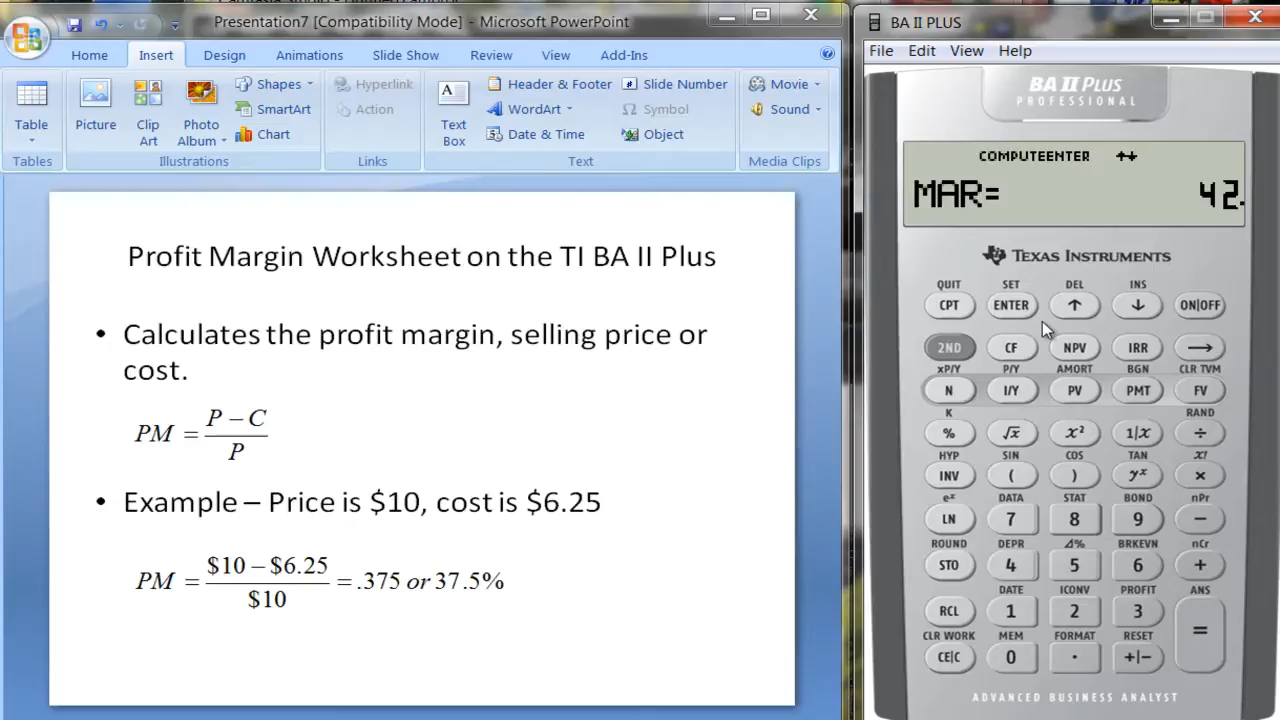 Presentation7 [Compatibility Mode] - Microsoft PowerPoint
Home Insert Design Animations Slide Show Review View Add-Ins
Table
Tables
Picture
Clip Art
Photo Album
Shapes
SmartArt
Chart
Illustrations
Hyperlink
Action
Links
A
Text Box
Header & Footer
WordArt
Date & Time
# Slide Number
Ω Symbol
Object
Text
Movie
Sound
Media Clips
Profit Margin Worksheet on the TI BA II Plus
• Calculates the profit margin, selling price or
cost.
PM = (P – C) / P
• Example – Price is $10, cost is $6.25
PM = ($10 – $6.25) / $10 = .375 or 37.5%
BA II PLUS
File Edit View Help
BA II PLUS
PROFESSIONAL
COMPUTE ENTER ↑↓
MAR= 42.
TEXAS INSTRUMENTS
QUIT SET DEL INS
CPT ENTER ↑ ↓ ON|OFF
2ND CF NPV IRR →
xP/Y P/Y AMORT BGN CLR TVM
N I/Y PV PMT FV
K RAND
% √x x² 1/x ÷
HYP SIN COS TAN x!
INV ( ) yˣ ×
eˣ DATA STAT BOND nPr
LN 7 8 9 −
ROUND DEPR Δ% BRKEVN nCr
STO 4 5 6 +
DATE ICONV PROFIT ANS
RCL 1 2 3 =
CLR WORK MEM FORMAT RESET
CE|C 0 . +|−
ADVANCED BUSINESS ANALYST